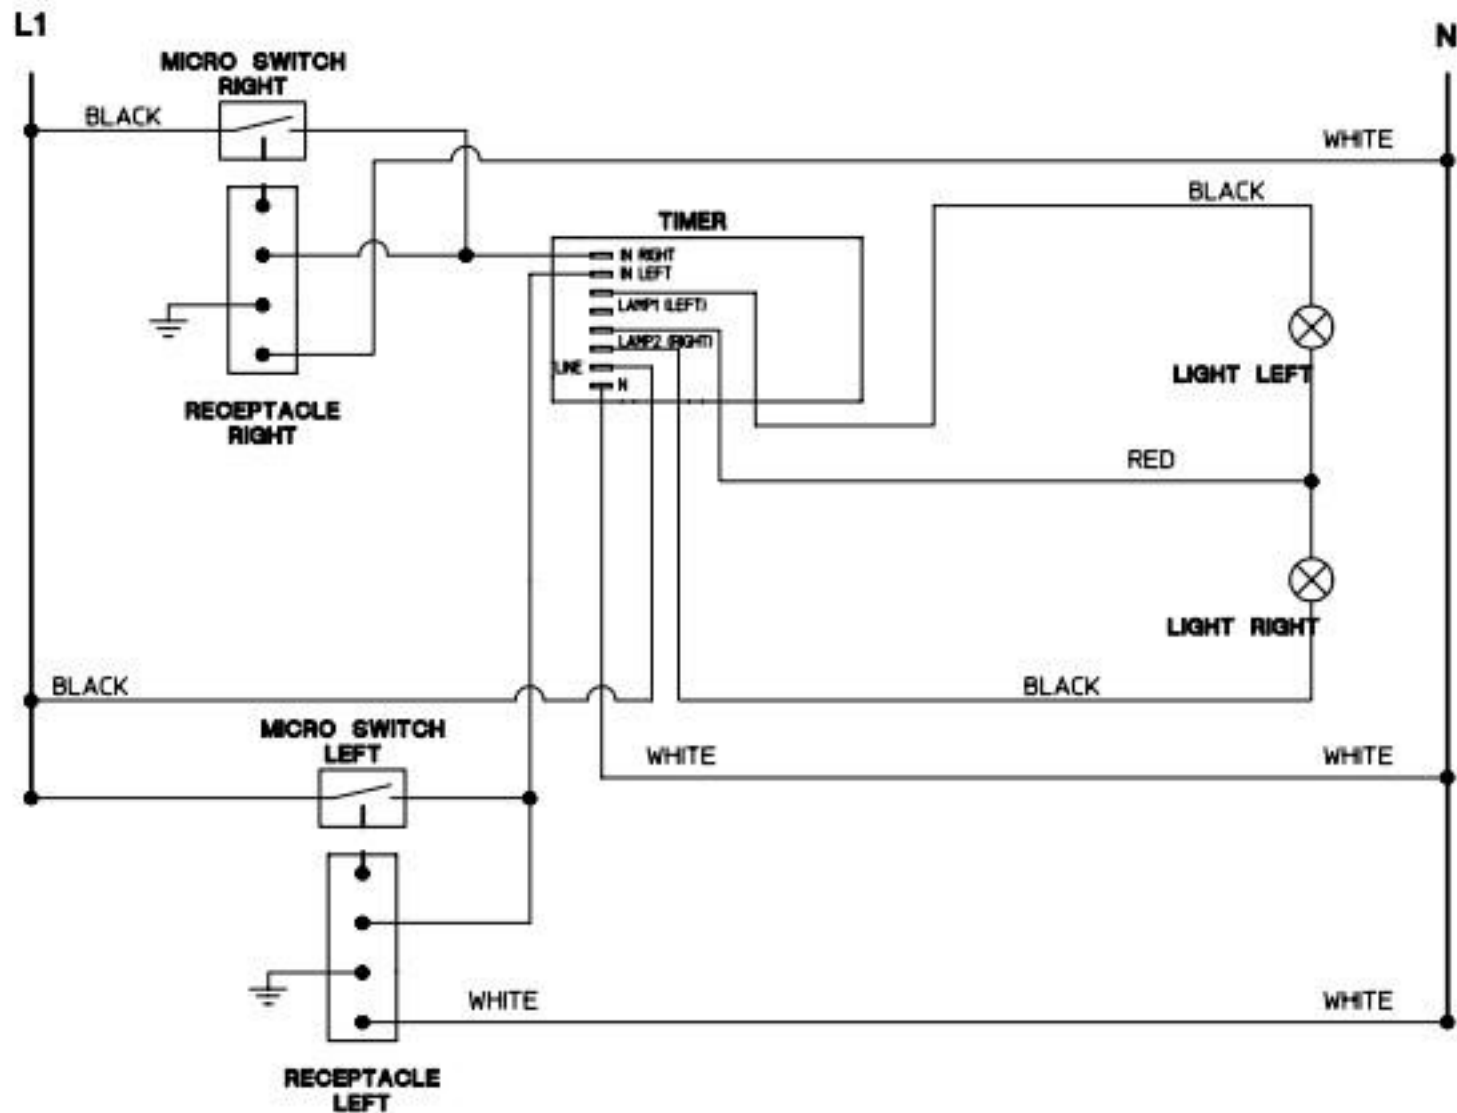 L1
N
MICRO SWITCH
RIGHT
BLACK
WHITE
BLACK
TIMER
IN RIGHT
IN LEFT
LAMP1 (LEFT)
LAMP2 (RIGHT)
LINE
N
LIGHT LEFT
RECEPTACLE
RIGHT
RED
LIGHT RIGHT
BLACK
BLACK
MICRO SWITCH
LEFT
WHITE
WHITE
WHITE
WHITE
RECEPTACLE
LEFT